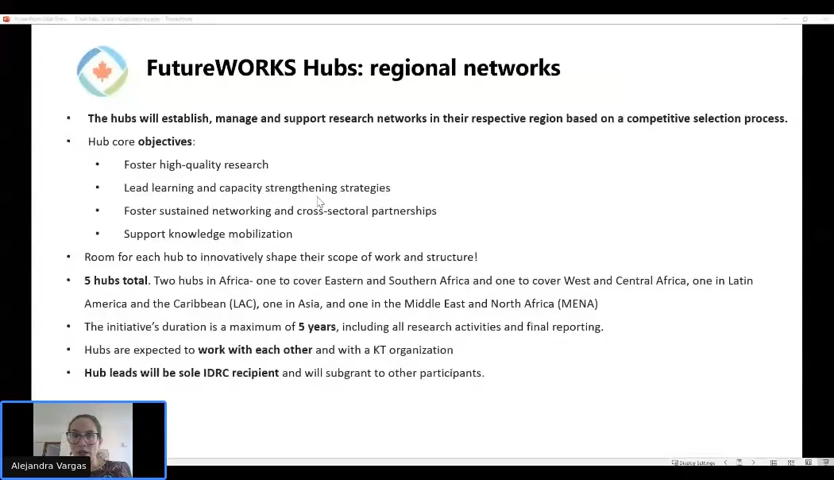 FutureWORKS Hubs: regional networks
• The hubs will establish, manage and support research networks in their respective region based on a competitive selection process.
• Hub core objectives:
• Foster high-quality research
• Lead learning and capacity strengthening strategies
• Foster sustained networking and cross-sectoral partnerships
• Support knowledge mobilization
• Room for each hub to innovatively shape their scope of work and structure!
• 5 hubs total. Two hubs in Africa- one to cover Eastern and Southern Africa and one to cover West and Central Africa, one in Latin
America and the Caribbean (LAC), one in Asia, and one in the Middle East and North Africa (MENA)
• The initiative's duration is a maximum of 5 years, including all research activities and final reporting.
• Hubs are expected to work with each other and with a KT organization
• Hub leads will be sole IDRC recipient and will subgrant to other participants.
Alejandra Vargas
Display Settings